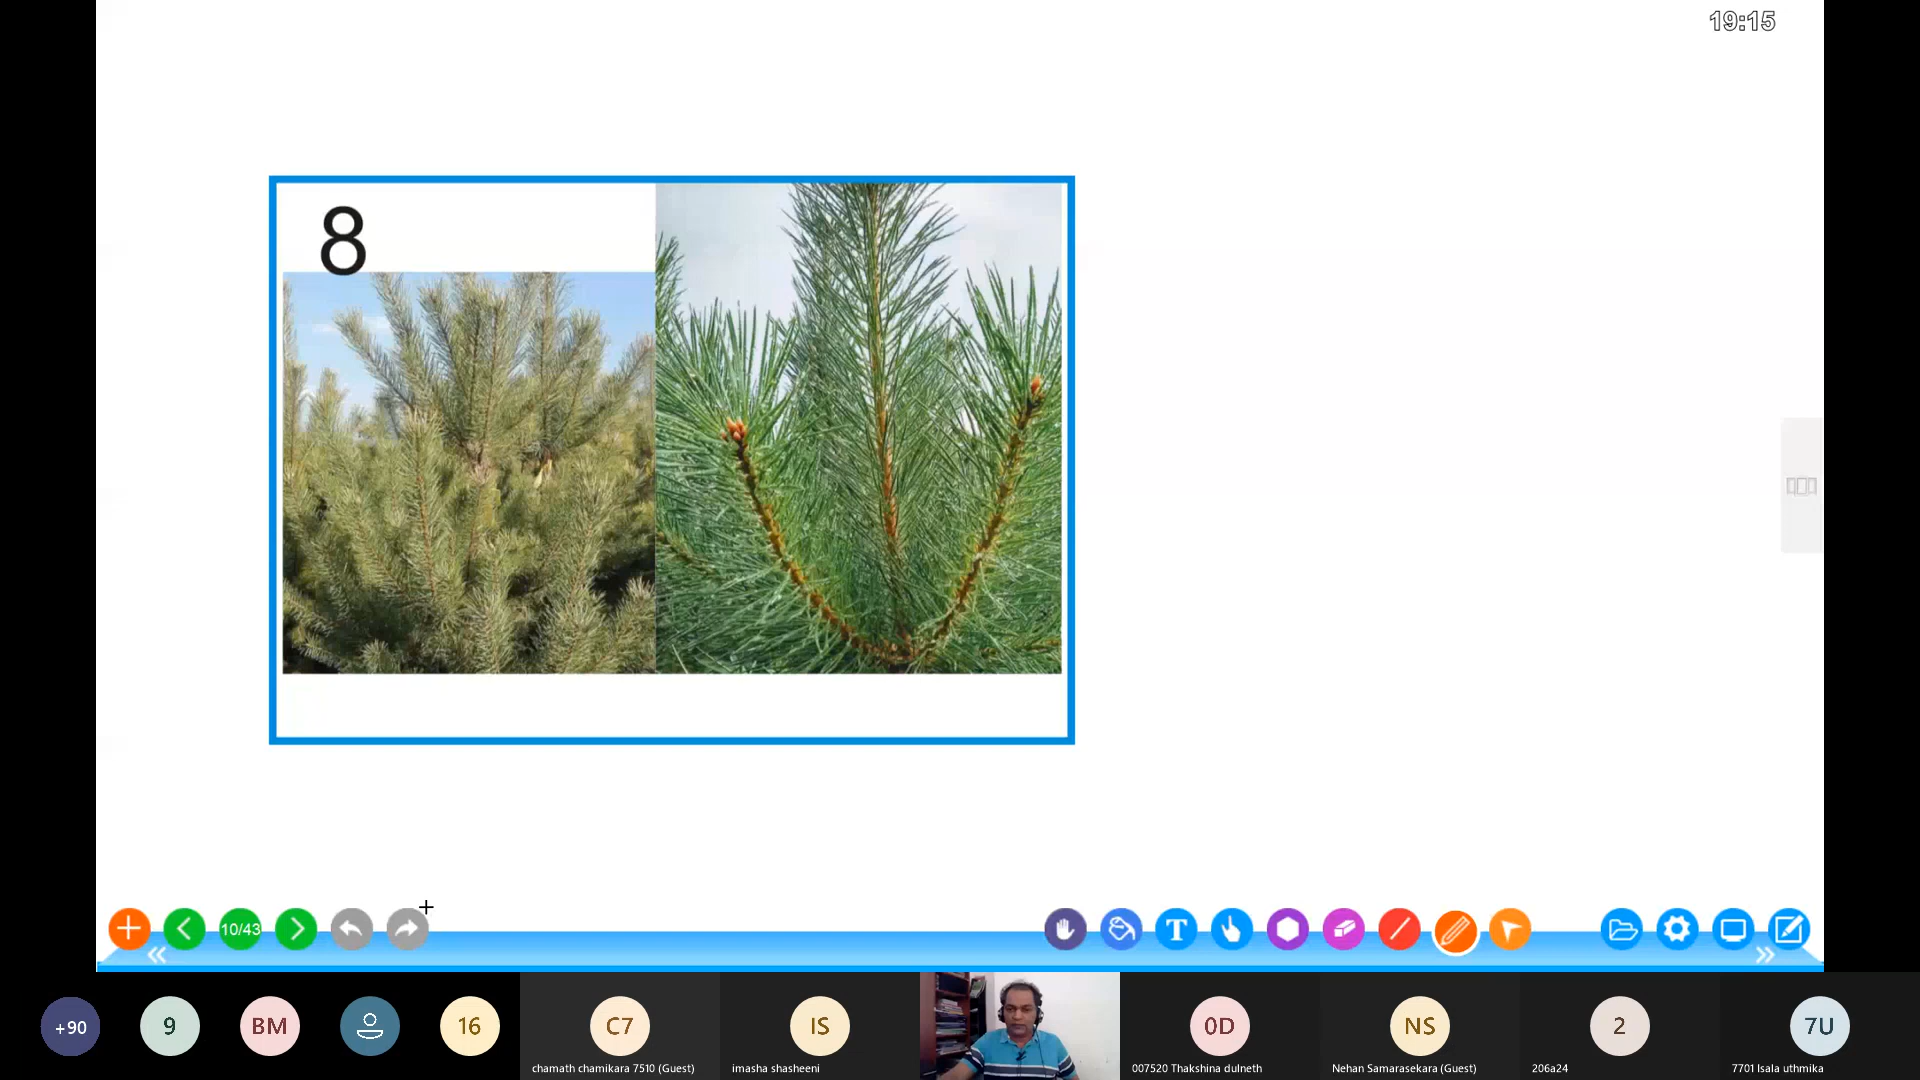 19:15
8
10/43
T
+90
9
BM
16
C7
IS
0D
NS
2
7U
chamath chamikara 7510 (Guest)
imasha shasheeni
007520 Thakshina dulneth
Nehan Samarasekara (Guest)
206a24
7701 Isala uthmika